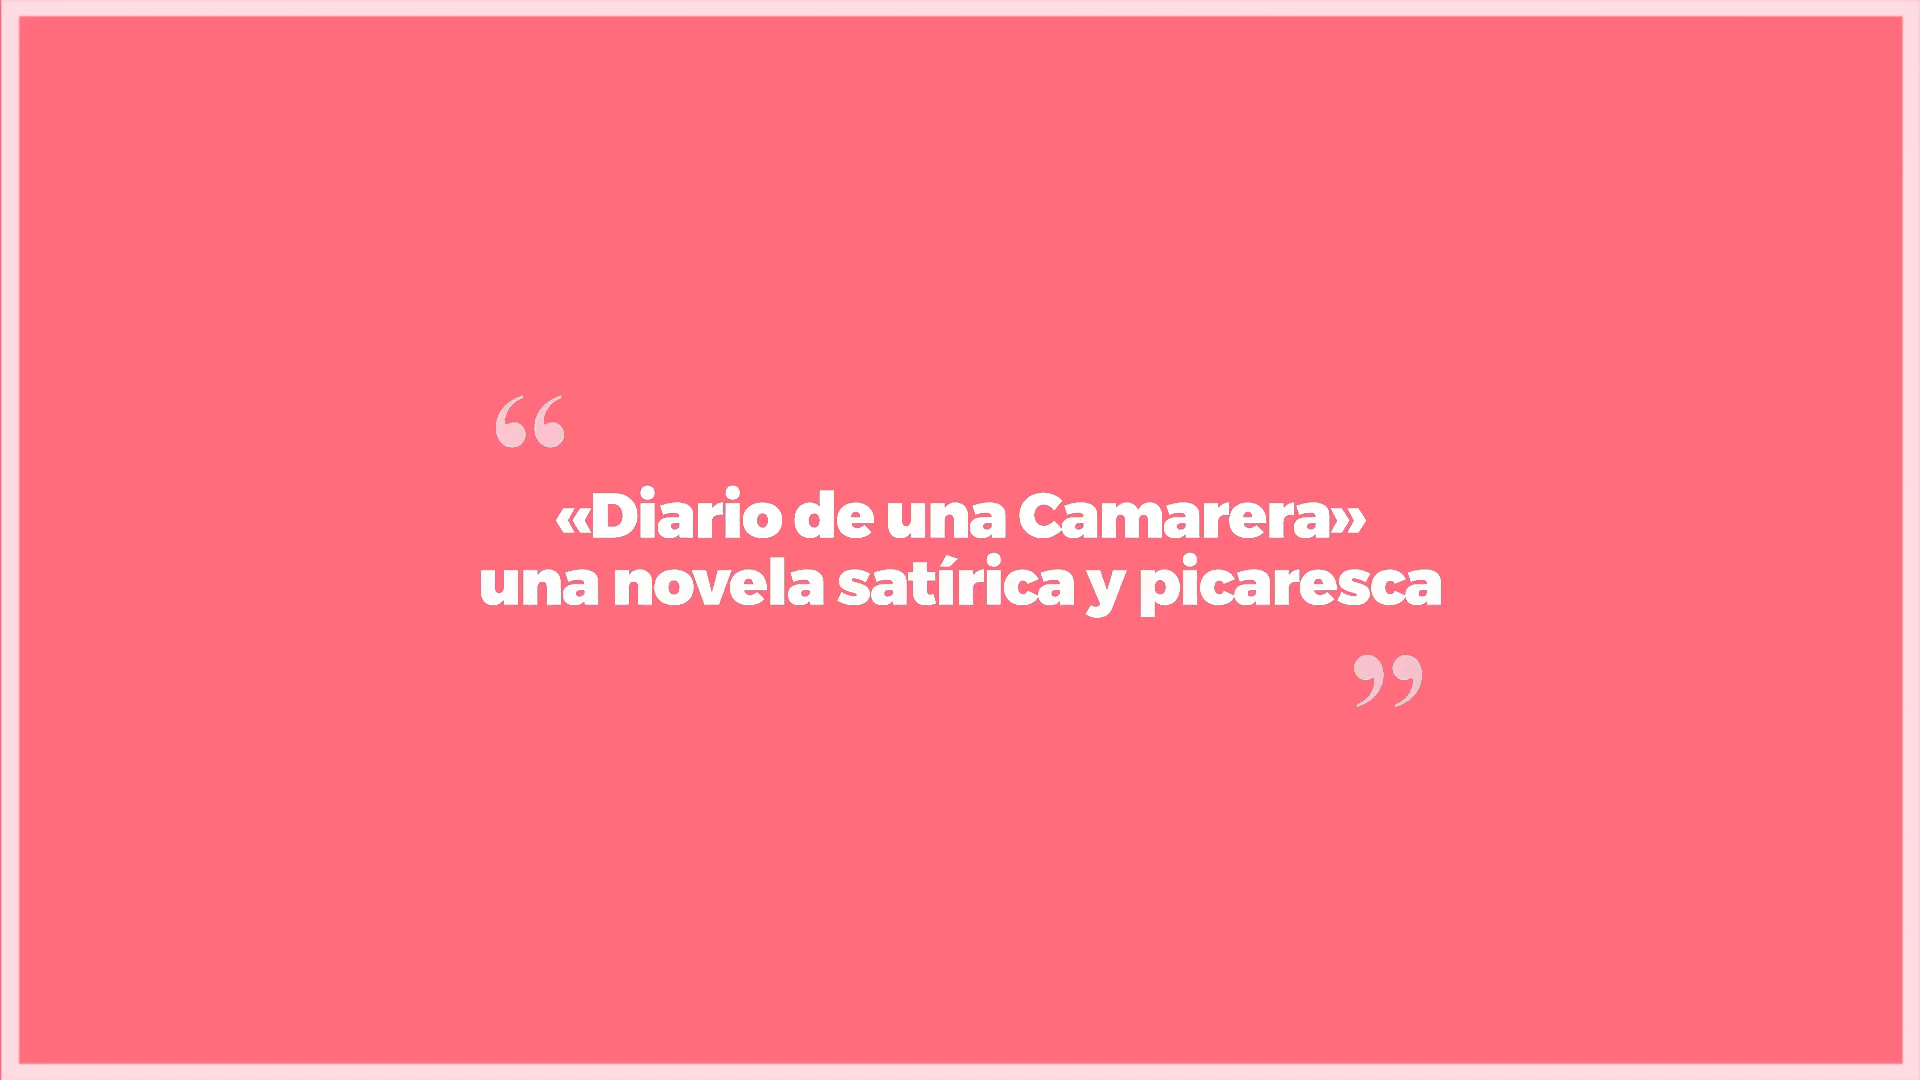 “
«Diario de una Camarera»
una novela satírica y picaresca
”